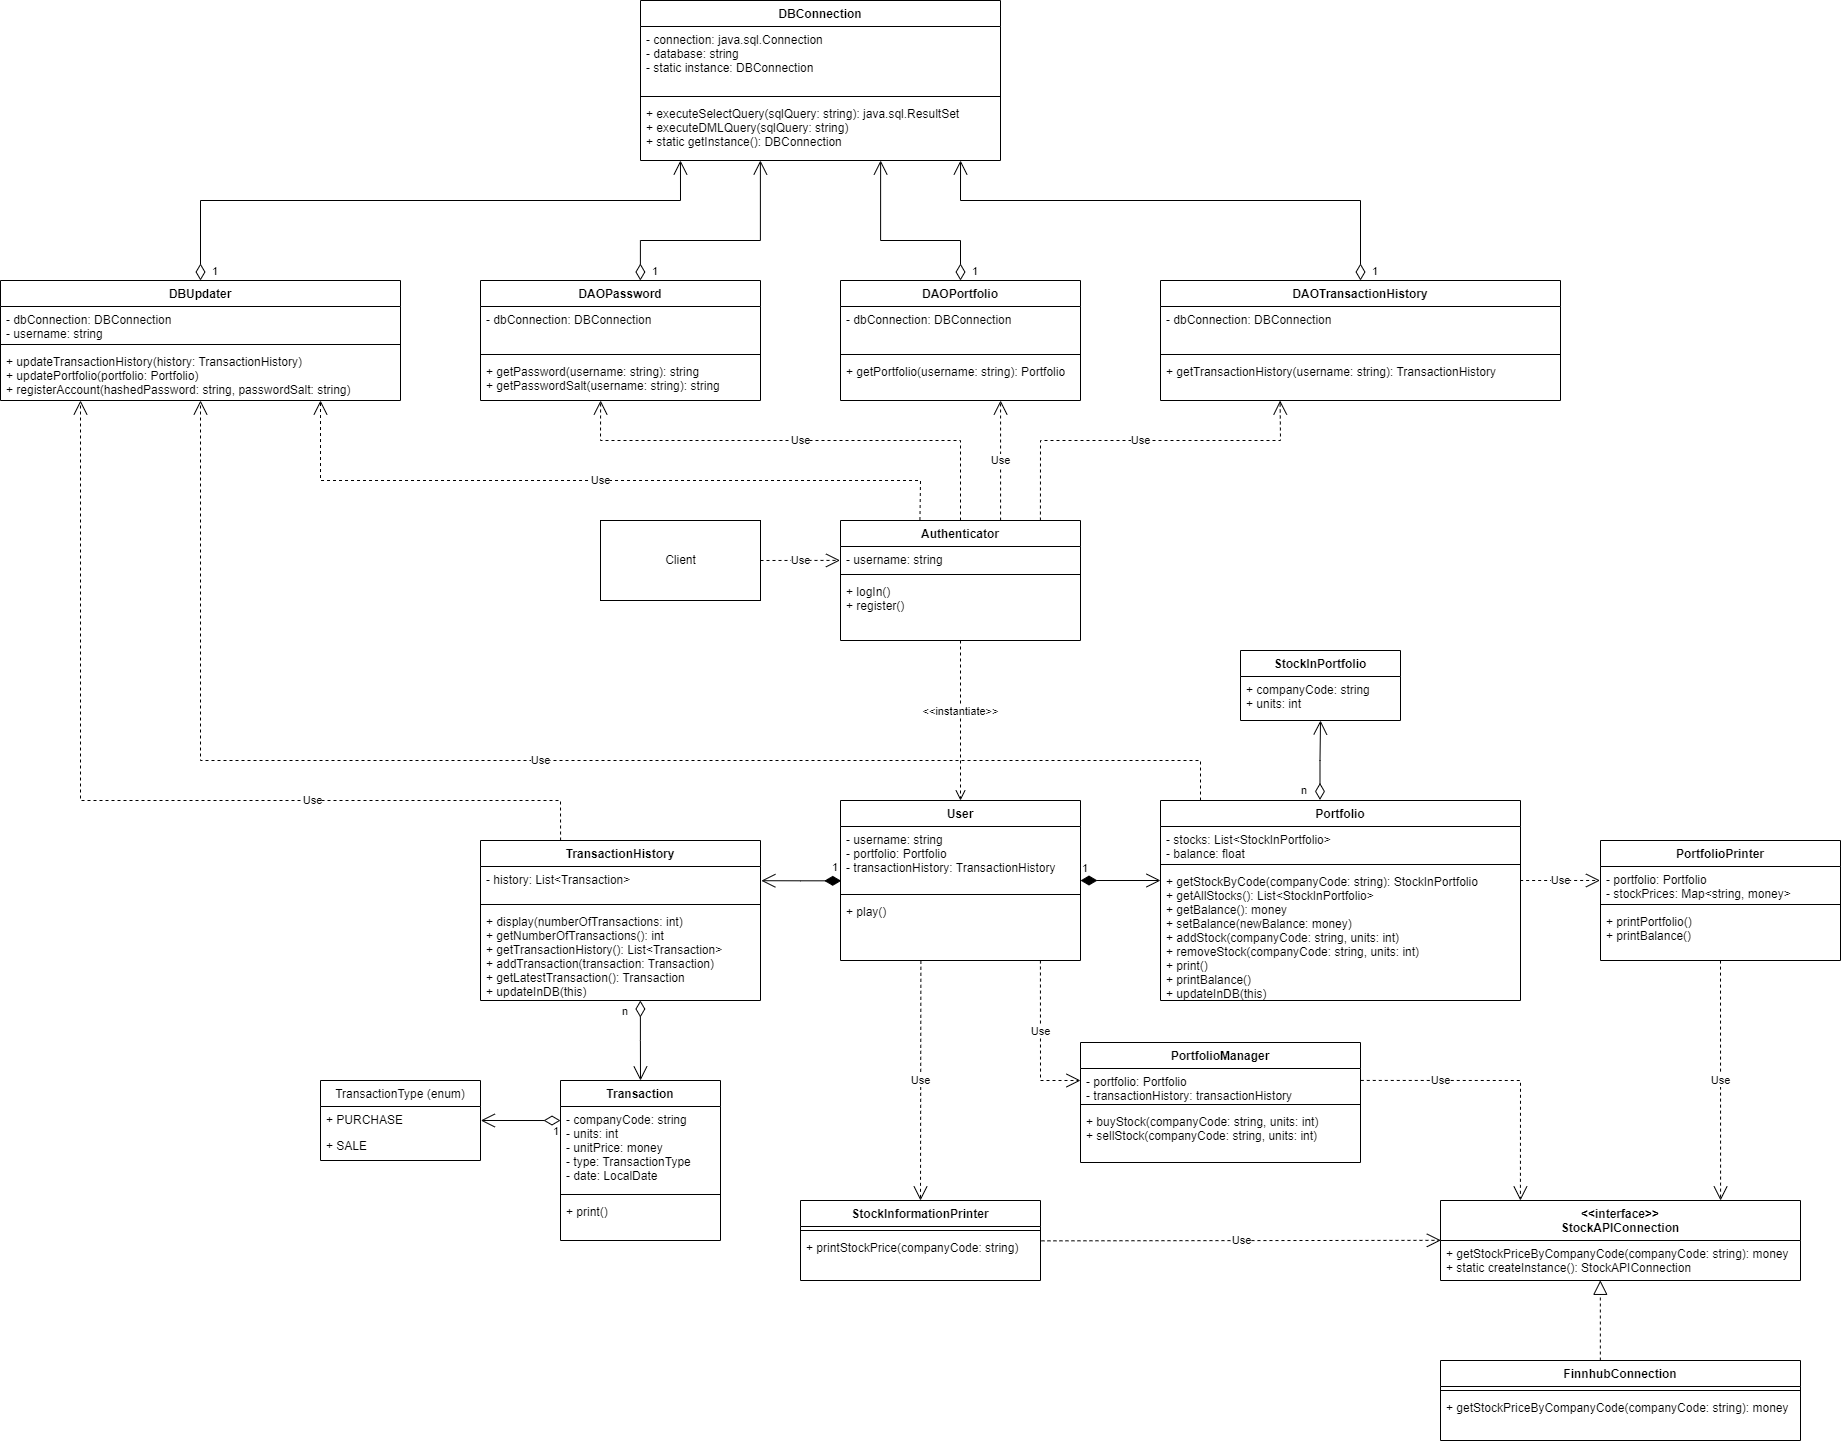 DBConnection
- connection: java.sql.Connection
- database: string
- static instance: DBConnection
+ executeSelectQuery(sqlQuery: string): java.sql.ResultSet
+ executeDMLQuery(sqlQuery: string)
+ static getInstance(): DBConnection
1
1
1
1
DBUpdater
- dbConnection: DBConnection
- username: string
+ updateTransactionHistory(history: TransactionHistory)
+ updatePortfolio(portfolio: Portfolio)
+ registerAccount(hashedPassword: string, passwordSalt: string)
DAOPassword
- dbConnection: DBConnection
+ getPassword(username: string): string
+ getPasswordSalt(username: string): string
DAOPortfolio
- dbConnection: DBConnection
+ getPortfolio(username: string): Portfolio
DAOTransactionHistory
- dbConnection: DBConnection
+ getTransactionHistory(username: string): TransactionHistory
Use
Use
Use
Use
Client
Use
Authenticator
- username: string
+ logIn()
+ register()
<<instantiate>>
StockInPortfolio
+ companyCode: string
+ units: int
Use
Use
n
TransactionHistory
- history: List<Transaction>
+ display(numberOfTransactions: int)
+ getNumberOfTransactions(): int
+ getTransactionHistory(): List<Transaction>
+ addTransaction(transaction: Transaction)
+ getLatestTransaction(): Transaction
+ updateInDB(this)
1
User
- username: string
- portfolio: Portfolio
- transactionHistory: TransactionHistory
+ play()
1
Portfolio
- stocks: List<StockInPortfolio>
- balance: float
+ getStockByCode(companyCode: string): StockInPortfolio
+ getAllStocks(): List<StockInPortfolio>
+ getBalance(): money
+ setBalance(newBalance: money)
+ addStock(companyCode: string, units: int)
+ removeStock(companyCode: string, units: int)
+ print()
+ printBalance()
+ updateInDB(this)
Use
PortfolioPrinter
- portfolio: Portfolio
- stockPrices: Map<string, money>
+ printPortfolio()
+ printBalance()
n
Use
Use
PortfolioManager
- portfolio: Portfolio
- transactionHistory: transactionHistory
+ buyStock(companyCode: string, units: int)
+ sellStock(companyCode: string, units: int)
Use
Use
TransactionType (enum)
+ PURCHASE
+ SALE
1
Transaction
- companyCode: string
- units: int
- unitPrice: money
- type: TransactionType
- date: LocalDate
+ print()
StockInformationPrinter
+ printStockPrice(companyCode: string)
Use
<<interface>>
StockAPIConnection
+ getStockPriceByCompanyCode(companyCode: string): money
+ static createInstance(): StockAPIConnection
FinnhubConnection
+ getStockPriceByCompanyCode(companyCode: string): money